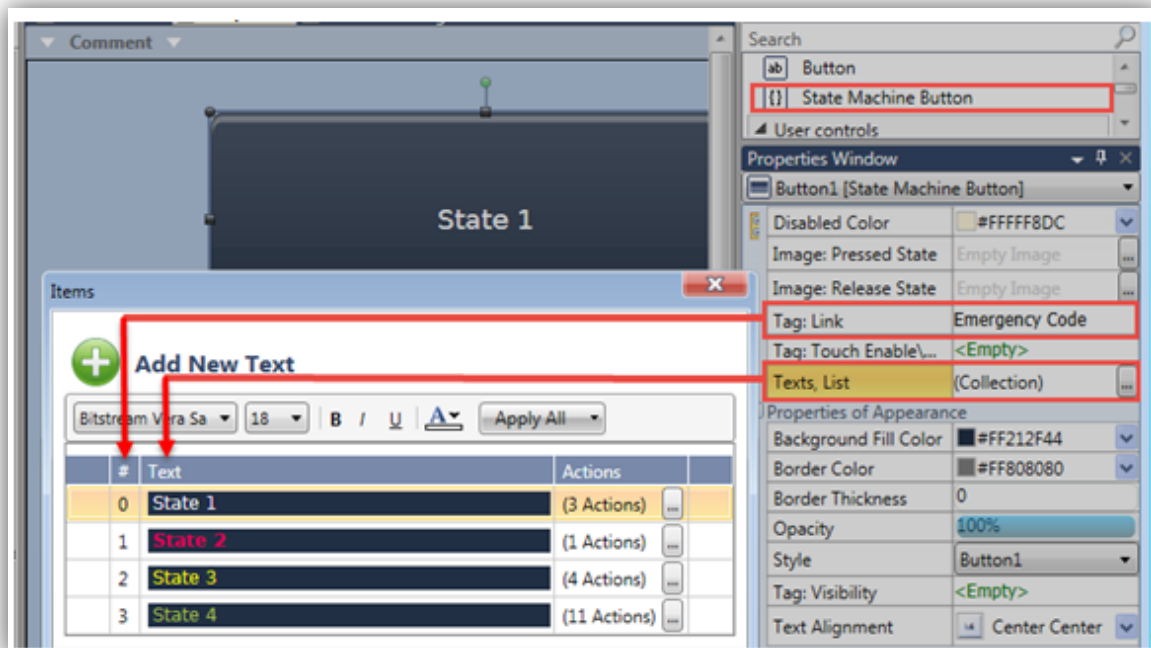 Comment
State 1
Search
Button
State Machine Button
User controls
Properties Window
Button1 [State Machine Button]
Disabled Color #FFFFF8DC
Image: Pressed State Empty Image ...
Image: Release State Empty Image ...
Tag: Link Emergency Code
Tag: Touch Enable\... <Empty>
Texts, List (Collection) ...
Properties of Appearance
Background Fill Color #FF212F44
Border Color #FF808080
Border Thickness 0
Opacity 100%
Style Button1
Tag: Visibility <Empty>
Text Alignment Center Center
Items
Add New Text
Bitstream Vera Sa 18 B I U A Apply All
# Text Actions
0 State 1 (3 Actions) ...
1 State 2 (1 Actions) ...
2 State 3 (4 Actions) ...
3 State 4 (11 Actions) ...